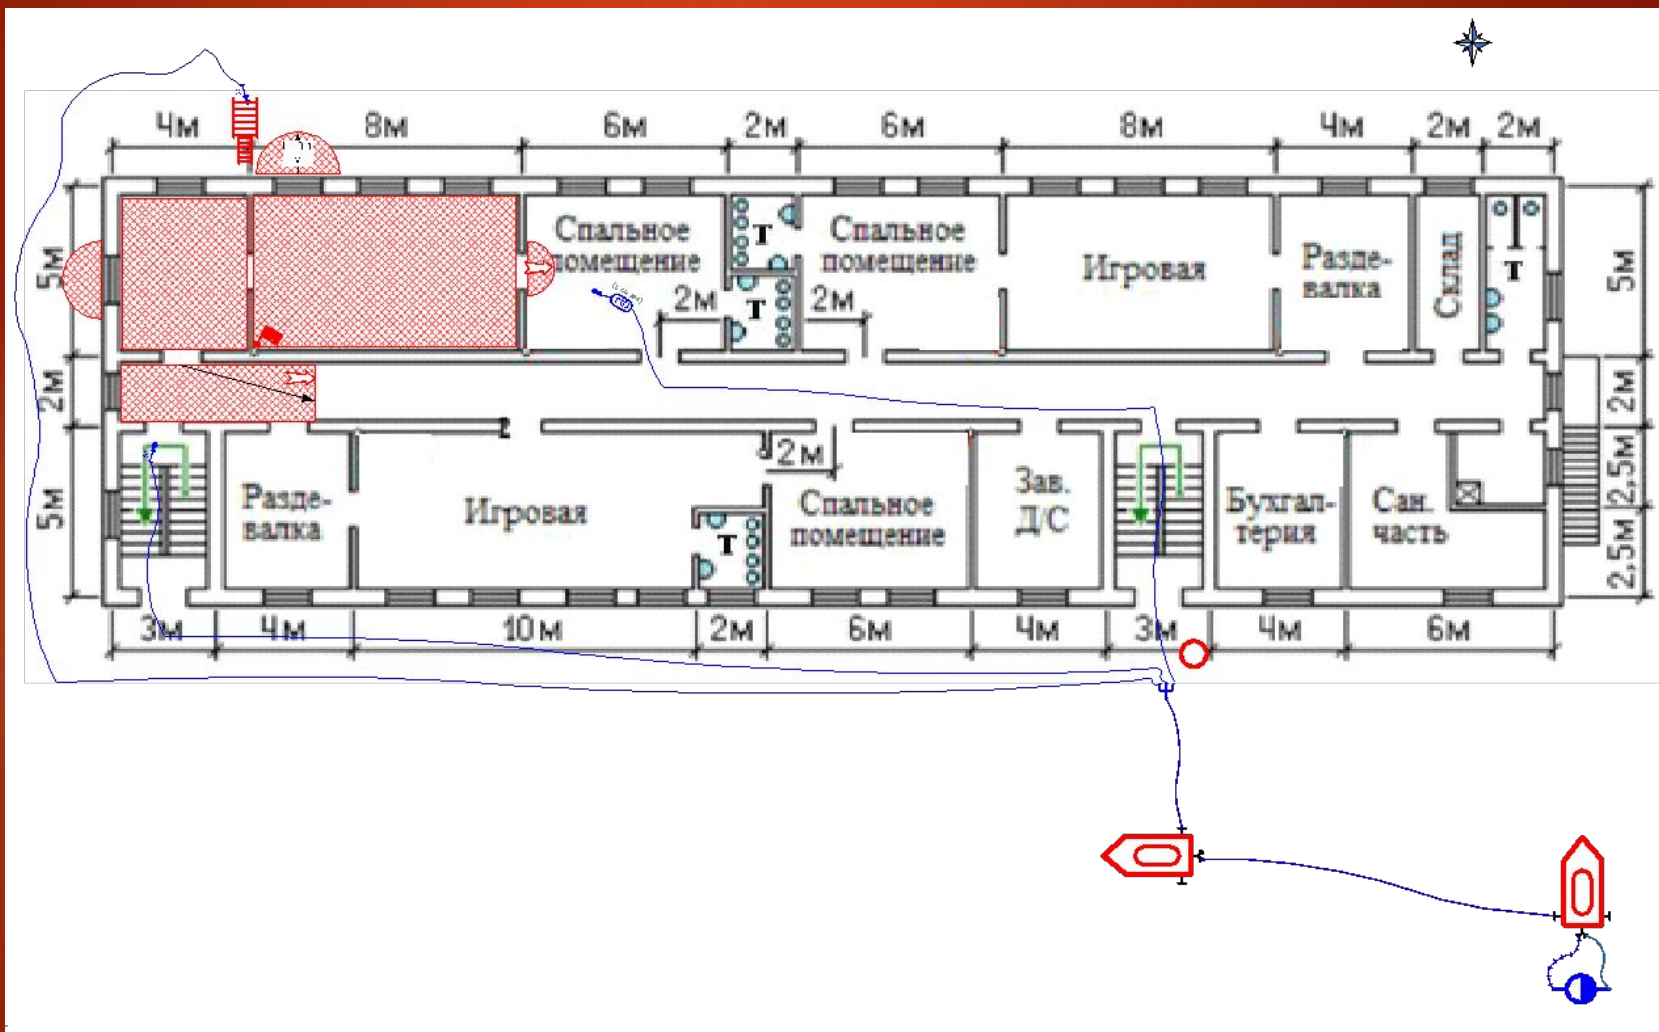 4м 8м 6м 2м 6м 8м 4м 2м 2м
5м
2м
5м
Спальное
помещение
Т
Т
2м
Спальное
помещение
2м
Игровая
Разде-
валка
Склад
Т
5м
2м
2,5м
2,5м
Разде-
валка
Игровая
Т
2м
Спальное
помещение
Зав.
Д/С
Бухгал-
терия
Сан.
часть
3м 4м 10м 2м 6м 4м 3м 4м 6м